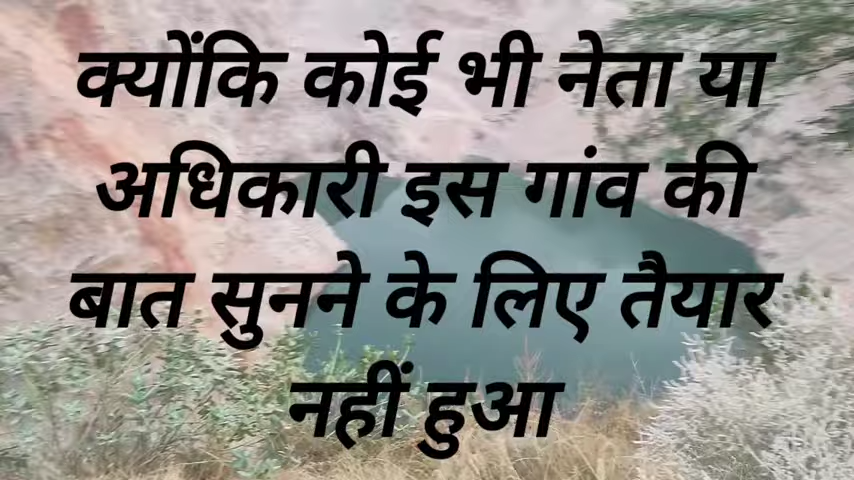 क्योंकि कोई भी नेता या
अधिकारी इस गांव की
बात सुनने के लिए तैयार
नहीं हुआ